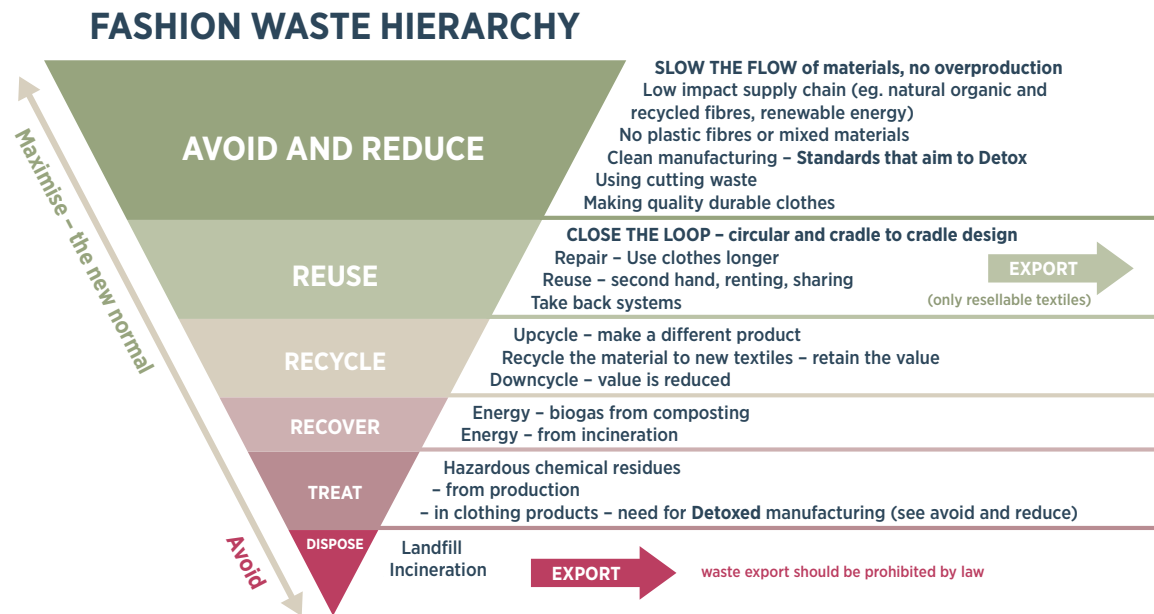 FASHION WASTE HIERARCHY
Maximise – the new normal
Avoid
AVOID AND REDUCE
SLOW THE FLOW of materials, no overproduction
Low impact supply chain (eg. natural organic and
recycled fibres, renewable energy)
No plastic fibres or mixed materials
Clean manufacturing – Standards that aim to Detox
Using cutting waste
Making quality durable clothes
REUSE
CLOSE THE LOOP – circular and cradle to cradle design
Repair – Use clothes longer
Reuse – second hand, renting, sharing
Take back systems
EXPORT
(only resellable textiles)
RECYCLE
Upcycle – make a different product
Recycle the material to new textiles – retain the value
Downcycle – value is reduced
RECOVER
Energy – biogas from composting
Energy – from incineration
TREAT
Hazardous chemical residues
– from production
– in clothing products – need for Detoxed manufacturing (see avoid and reduce)
DISPOSE
Landfill
Incineration
EXPORT
waste export should be prohibited by law